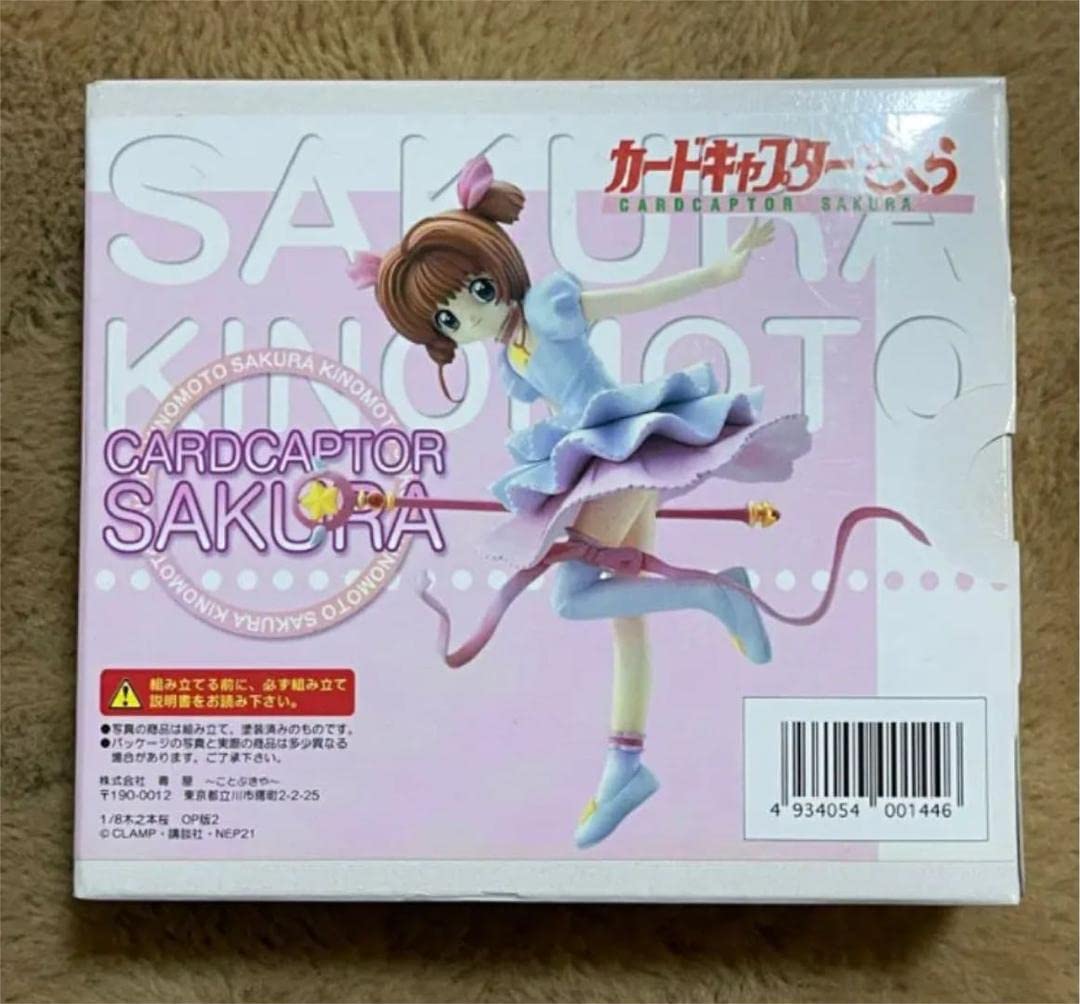 SAKURA
KINOMOTO
カードキャプターさくら
CARDCAPTOR SAKURA
KINOMOTO SAKURA KINOMOTO
CARDCAPTOR
SAKURA
KINOMOTO SAKURA KINOMOTO
組み立てる前に、必ず組み立て
説明書をお読み下さい。
●写真の商品は組み立て、塗装済みのものです。
●パッケージの写真と実際の商品は多少異なる
場合があります。ご了承下さい。
株式会社 壽 屋 〜ことぶきや〜
〒190-0012 東京都立川市曙町2-2-25
1/8木之本桜 OP版2
©CLAMP・講談社・NEP21
4 934054 001446